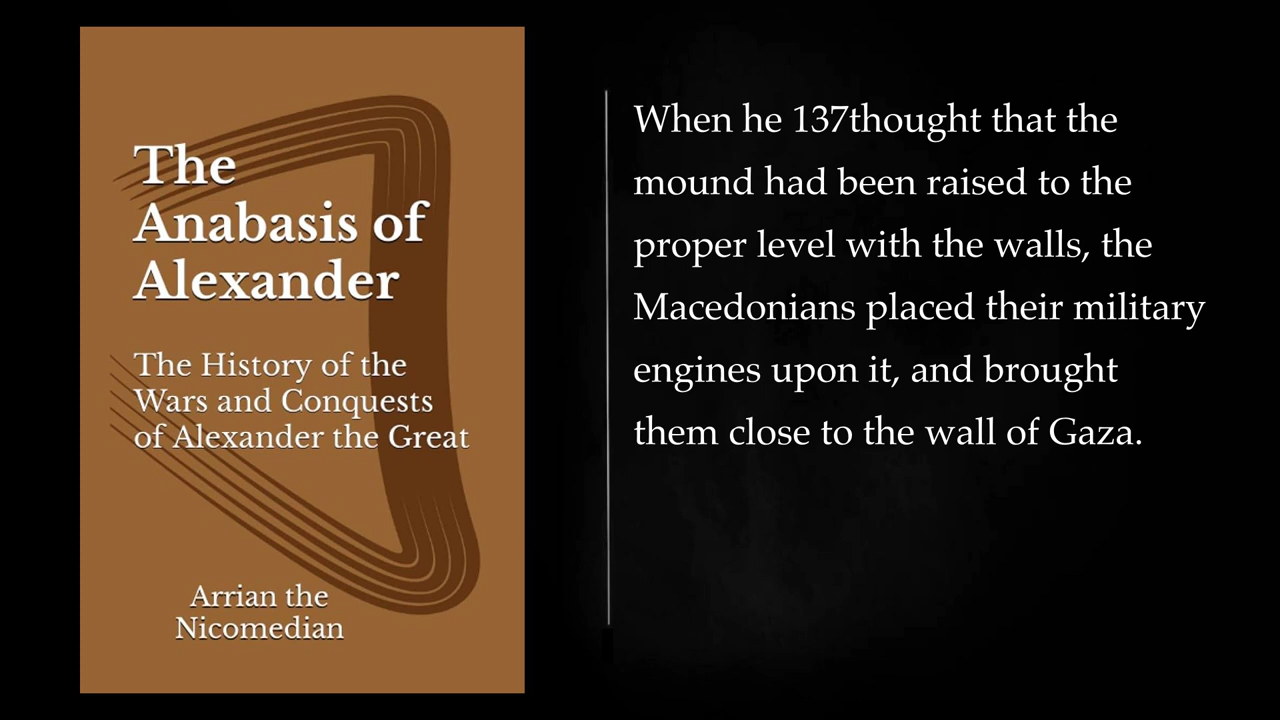 The
Anabasis of
Alexander
The History of the
Wars and Conquests
of Alexander the Great
Arrian the
Nicomedian
When he 137thought that the
mound had been raised to the
proper level with the walls, the
Macedonians placed their military
engines upon it, and brought
them close to the wall of Gaza.